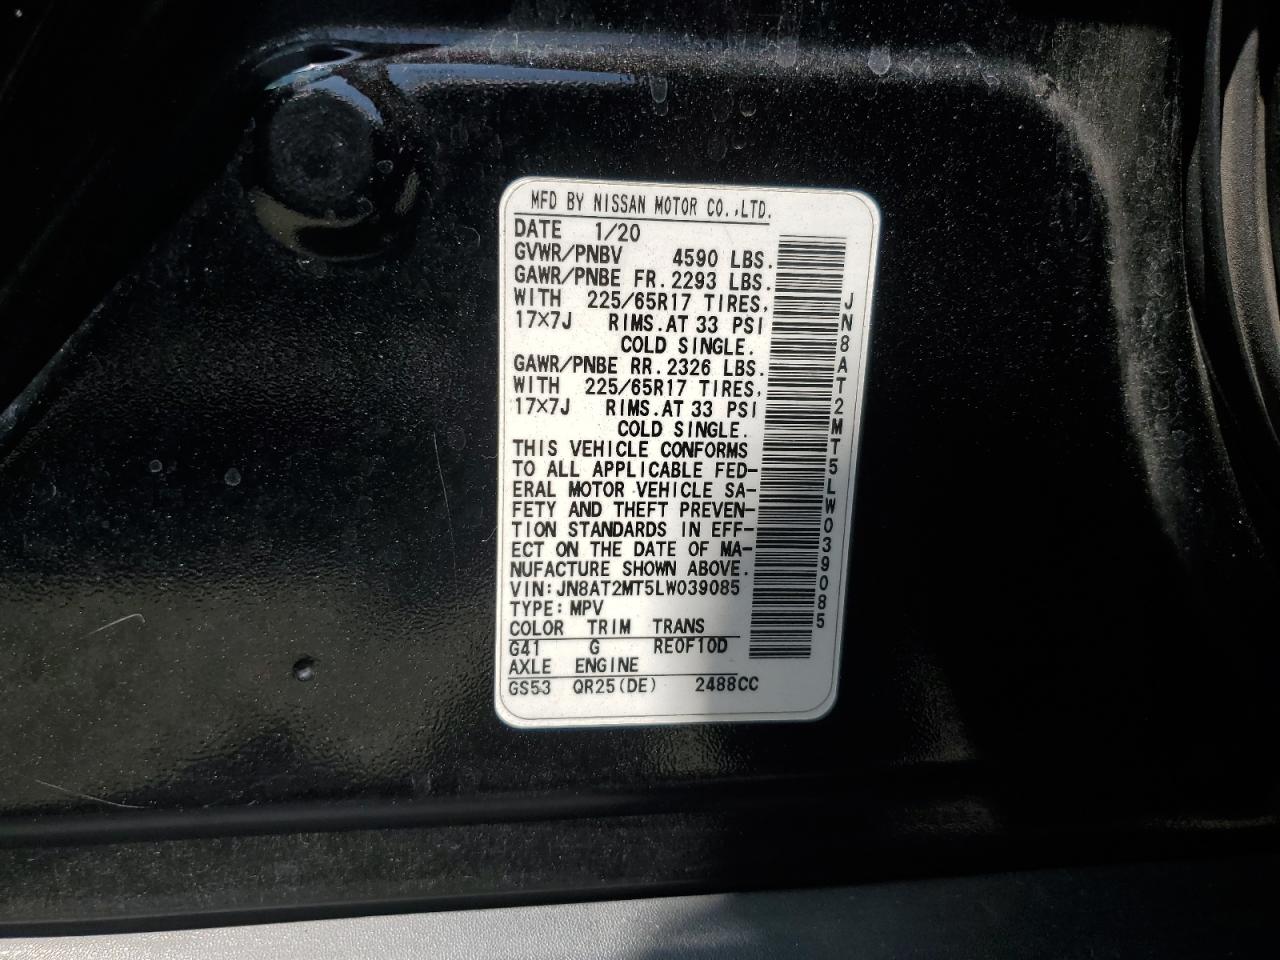 MFD BY NISSAN MOTOR CO.,LTD.
DATE 1/20
GVWR/PNBV 4590 LBS.
GAWR/PNBE FR.2293 LBS.
WITH 225/65R17 TIRES,
17X7J RIMS.AT 33 PSI
COLD SINGLE.
GAWR/PNBE RR.2326 LBS.
WITH 225/65R17 TIRES,
17X7J RIMS.AT 33 PSI
COLD SINGLE.
THIS VEHICLE CONFORMS
TO ALL APPLICABLE FED-
ERAL MOTOR VEHICLE SA-
FETY AND THEFT PREVEN-
TION STANDARDS IN EFF-
ECT ON THE DATE OF MA-
NUFACTURE SHOWN ABOVE.
VIN:JN8AT2MT5LW039085
TYPE:MPV
COLOR TRIM TRANS
G41 G RE0F10D
AXLE ENGINE
GS53 QR25(DE) 2488CC
JN8AT2MT5LW039085